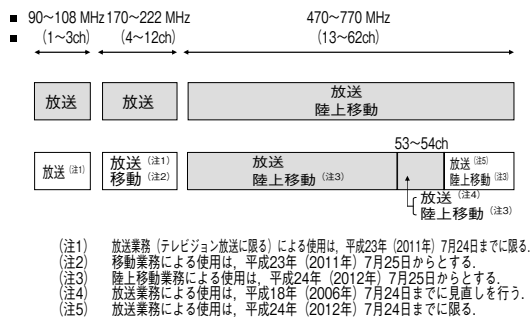 ■ 90～108 MHz 170～222 MHz 470～770 MHz
■ (1～3ch) (4～12ch) (13～62ch)
放送 放送 放送
陸上移動
53～54ch
放送(注1) 放送(注1) 放送 放送(注5)
移動(注2) 陸上移動(注3) 陸上移動(注3)
放送(注4)
陸上移動(注3)
(注1) 放送業務(テレビジョン放送に限る)による使用は,平成23年(2011年)7月24日までに限る.
(注2) 移動業務による使用は,平成23年(2011年)7月25日からとする.
(注3) 陸上移動業務による使用は,平成24年(2012年)7月25日からとする.
(注4) 放送業務による使用は,平成18年(2006年)7月24日までに見直しを行う.
(注5) 放送業務による使用は,平成24年(2012年)7月24日までに限る.